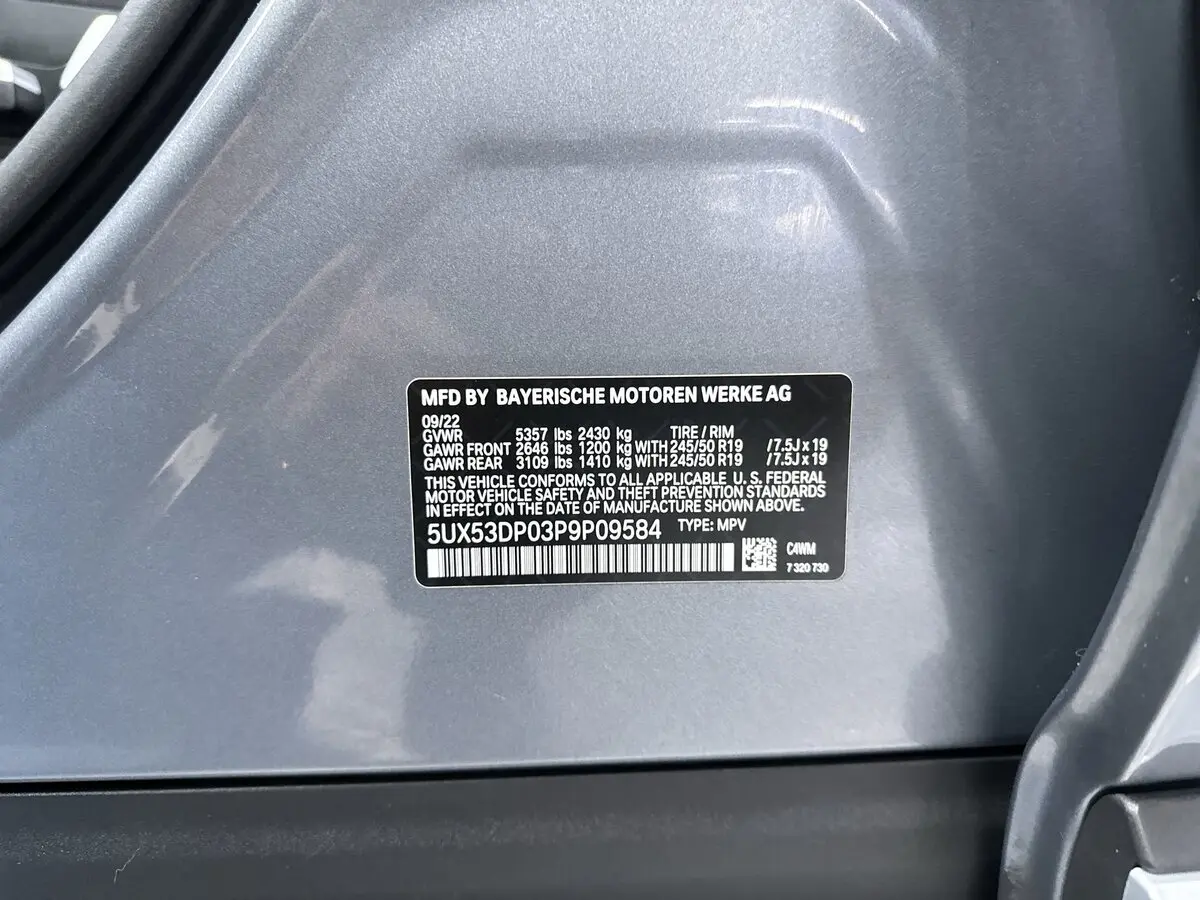 MFD BY BAYERISCHE MOTOREN WERKE AG
09/22
GVWR 5357 lbs 2430 kg TIRE / RIM
GAWR FRONT 2646 lbs 1200 kg WITH 245/50 R19 / 7.5J x 19
GAWR REAR 3109 lbs 1410 kg WITH 245/50 R19 / 7.5J x 19
THIS VEHICLE CONFORMS TO ALL APPLICABLE U. S. FEDERAL
MOTOR VEHICLE SAFETY AND THEFT PREVENTION STANDARDS
IN EFFECT ON THE DATE OF MANUFACTURE SHOWN ABOVE.
5UX53DP03P9P09584 TYPE: MPV
C4WM
7 320 730